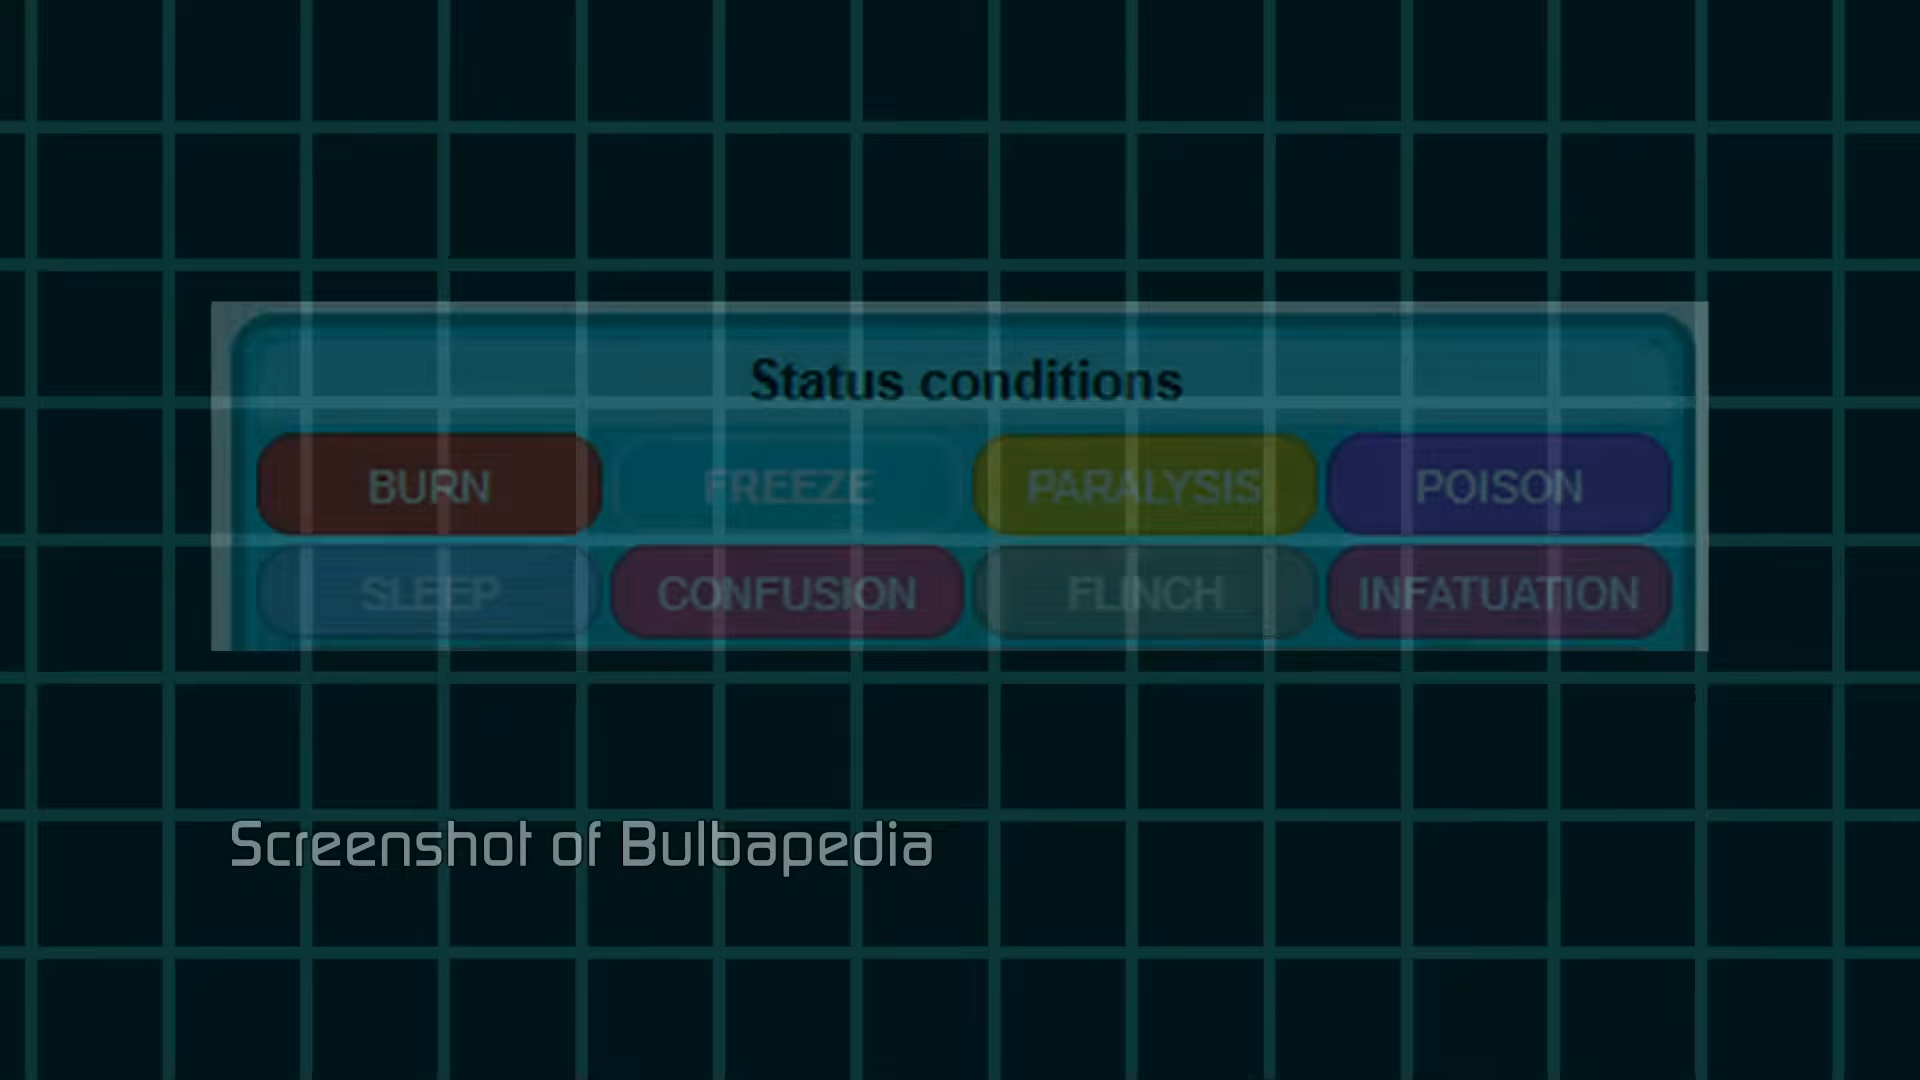 Status conditions
BURN FREEZE PARALYSIS POISON
SLEEP CONFUSION FLINCH INFATUATION
Screenshot of Bulbapedia